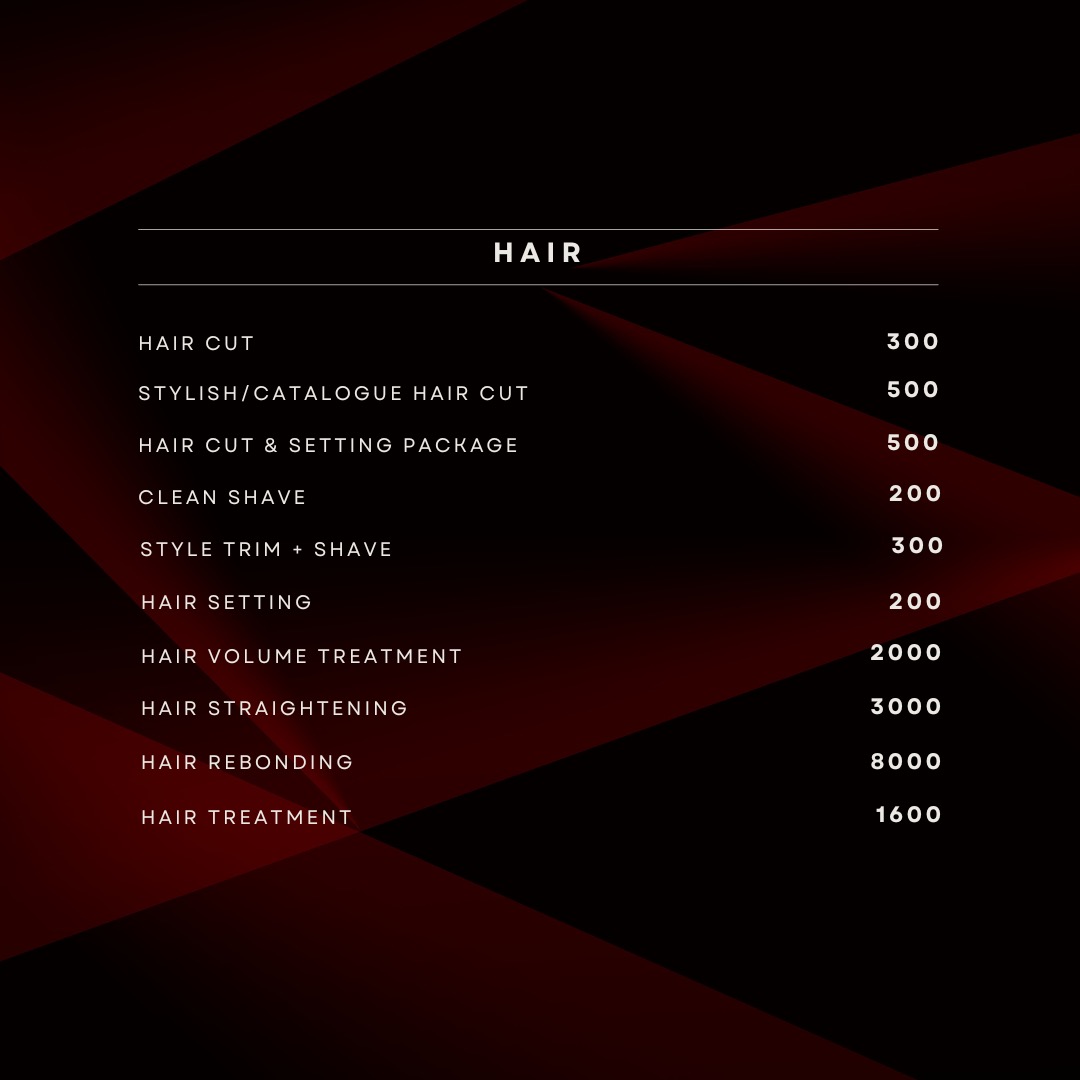 HAIR
HAIR CUT 300
STYLISH/CATALOGUE HAIR CUT 500
HAIR CUT & SETTING PACKAGE 500
CLEAN SHAVE 200
STYLE TRIM + SHAVE 300
HAIR SETTING 200
HAIR VOLUME TREATMENT 2000
HAIR STRAIGHTENING 3000
HAIR REBONDING 8000
HAIR TREATMENT 1600